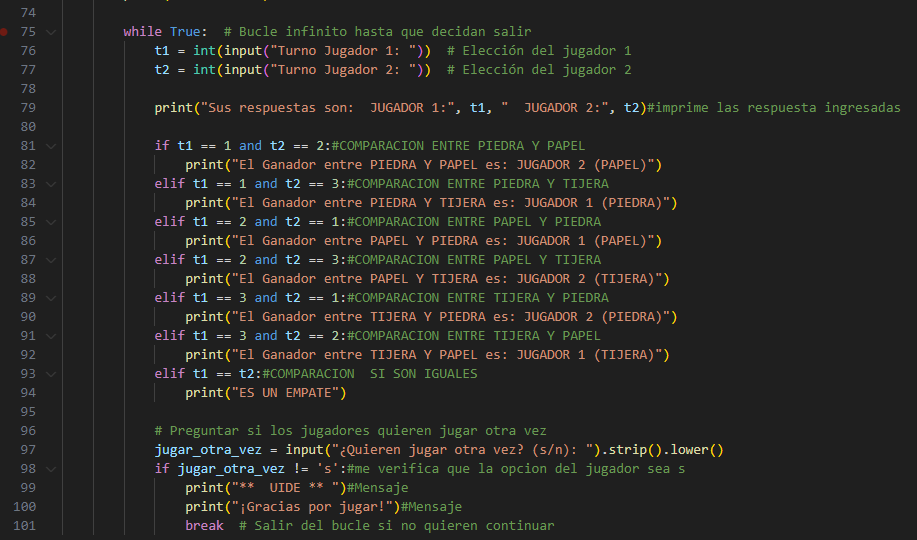 74
75 while True:  # Bucle infinito hasta que decidan salir
76 t1 = int(input("Turno Jugador 1: "))  # Elección del jugador 1
77 t2 = int(input("Turno Jugador 2: "))  # Elección del jugador 2
78
79 print("Sus respuestas son:  JUGADOR 1:", t1, "  JUGADOR 2:", t2)#imprime las respuesta ingresadas
80
81 if t1 == 1 and t2 == 2:#COMPARACION ENTRE PIEDRA Y PAPEL
82 print("El Ganador entre PIEDRA Y PAPEL es: JUGADOR 2 (PAPEL)")
83 elif t1 == 1 and t2 == 3:#COMPARACION ENTRE PIEDRA Y TIJERA
84 print("El Ganador entre PIEDRA Y TIJERA es: JUGADOR 1 (PIEDRA)")
85 elif t1 == 2 and t2 == 1:#COMPARACION ENTRE PAPEL Y PIEDRA
86 print("El Ganador entre PAPEL Y PIEDRA es: JUGADOR 1 (PAPEL)")
87 elif t1 == 2 and t2 == 3:#COMPARACION ENTRE PAPEL Y TIJERA
88 print("El Ganador entre PAPEL Y TIJERA es: JUGADOR 2 (TIJERA)")
89 elif t1 == 3 and t2 == 1:#COMPARACION ENTRE TIJERA Y PIEDRA
90 print("El Ganador entre TIJERA Y PIEDRA es: JUGADOR 2 (PIEDRA)")
91 elif t1 == 3 and t2 == 2:#COMPARACION ENTRE TIJERA Y PAPEL
92 print("El Ganador entre TIJERA Y PAPEL es: JUGADOR 1 (TIJERA)")
93 elif t1 == t2:#COMPARACION  SI SON IGUALES
94 print("ES UN EMPATE")
95
96 # Preguntar si los jugadores quieren jugar otra vez
97 jugar_otra_vez = input("¿Quieren jugar otra vez? (s/n): ").strip().lower()
98 if jugar_otra_vez != 's':#me verifica que la opcion del jugador sea s
99 print("**  UIDE ** ")#Mensaje
100 print("¡Gracias por jugar!")#Mensaje
101 break  # Salir del bucle si no quieren continuar